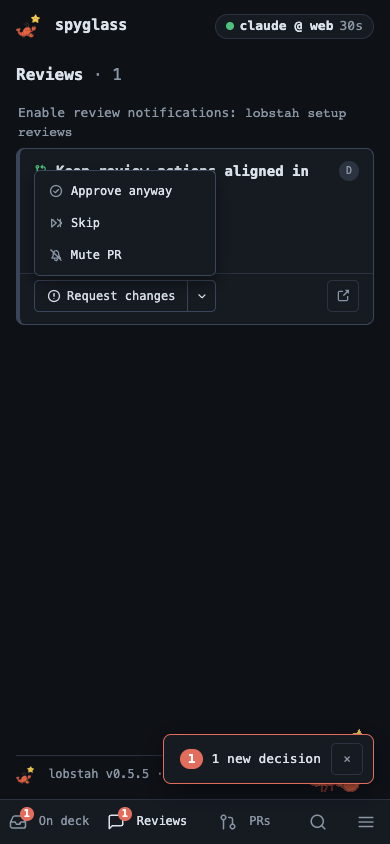 spyglass
claude @ web 30s
Reviews · 1
Enable review notifications: lobstah setup
reviews
Keep review actions aligned in
D
Approve anyway
Skip
Mute PR
Request changes
1 1 new decision ×
lobstah v0.5.5 ·
1 On deck
1 Reviews
PRs